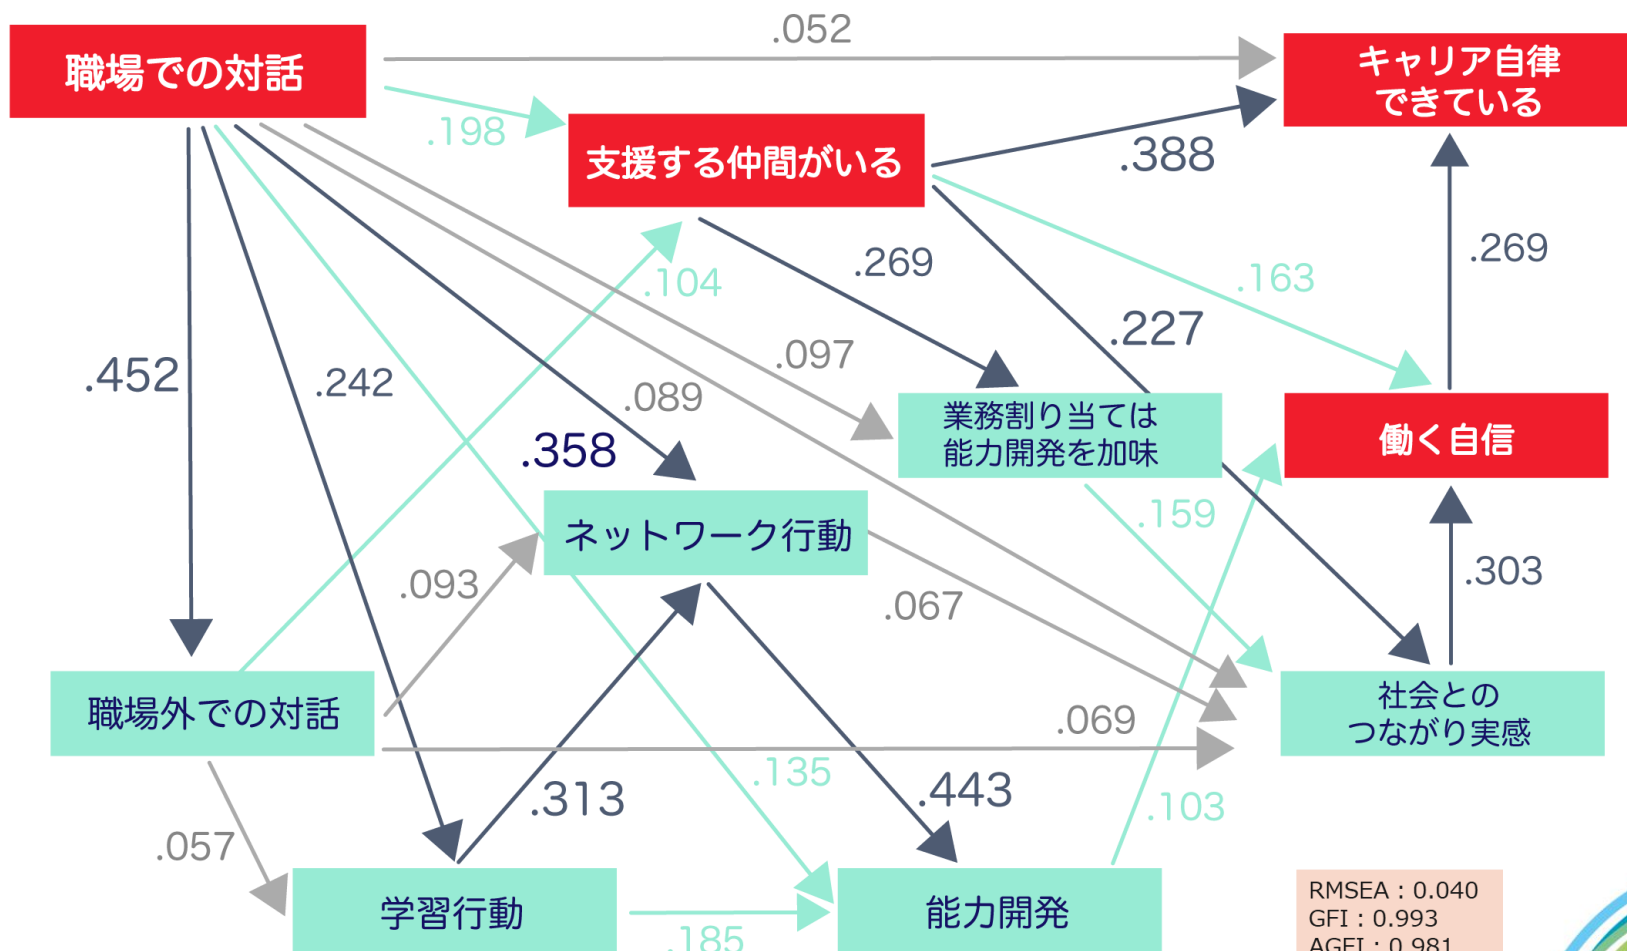 .052
職場での対話
キャリア自律
できている
.198
支援する仲間がいる
.388
.269
.269
.104
.163
.227
.097
.452
.242
.089
業務割り当ては
能力開発を加味
働く自信
.358
.159
ネットワーク行動
.093
.067
.303
職場外での対話
社会との
つながり実感
.069
.135
.313
.443
.103
.057
学習行動
能力開発
.185
RMSEA：0.040
GFI：0.993
AGFI：0.981